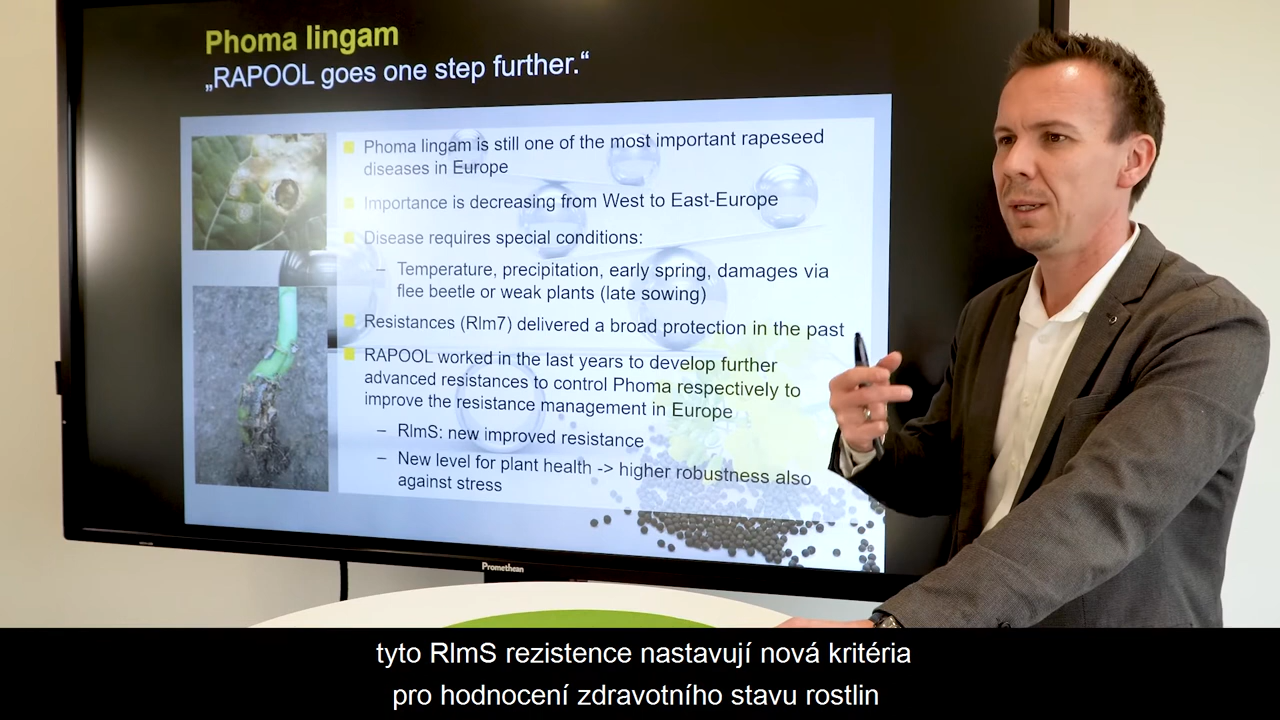 Phoma lingam
„RAPOOL goes one step further.“
Phoma lingam is still one of the most important rapeseed
diseases in Europe
Importance is decreasing from West to East-Europe
Disease requires special conditions:
– Temperature, precipitation, early spring, damages via
flee beetle or weak plants (late sowing)
Resistances (Rlm7) delivered a broad protection in the past
RAPOOL worked in the last years to develop further
advanced resistances to control Phoma respectively to
improve the resistance management in Europe
– RlmS: new improved resistance
– New level for plant health -> higher robustness also
against stress
Promethean
tyto RlmS rezistence nastavují nová kritéria
pro hodnocení zdravotního stavu rostlin